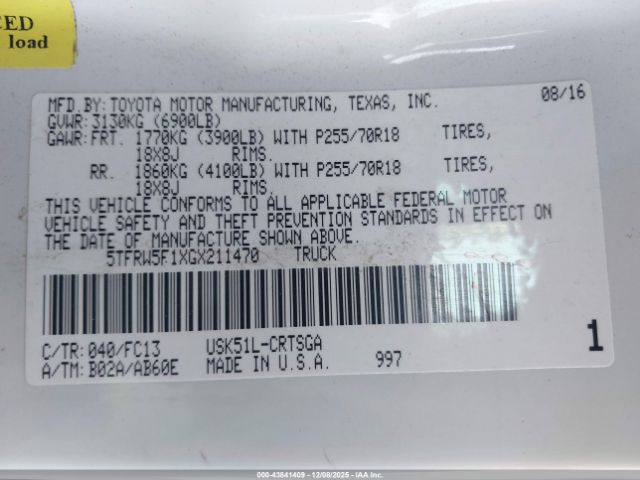 CED
load
MFD.BY:TOYOTA MOTOR MANUFACTURING, TEXAS, INC. 08/16
GVWR: 3130KG (6900LB)
GAWR:FRT. 1770KG (3900LB) WITH P255/70R18 TIRES,
18X8J RIMS.
RR. 1860KG (4100LB) WITH P255/70R18 TIRES,
18X8J RIMS.
THIS VEHICLE CONFORMS TO ALL APPLICABLE FEDERAL MOTOR
VEHICLE SAFETY AND THEFT PREVENTION STANDARDS IN EFFECT ON
THE DATE OF MANUFACTURE SHOWN ABOVE.
5TFRW5F1XGX211470 TRUCK
C/TR: 040/FC13 USK51L-CRTSGA
A/TM: B02A/AB60E MADE IN U.S.A. 997 1
000-43841409 - 12/08/2025 - IAA Inc.